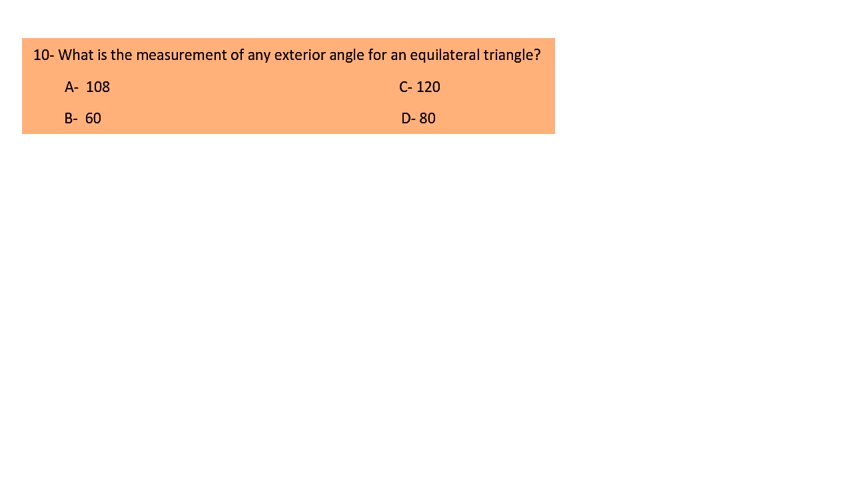 10- What is the measurement of any exterior angle for an equilateral triangle?
A- 108 C- 120
B- 60 D- 80